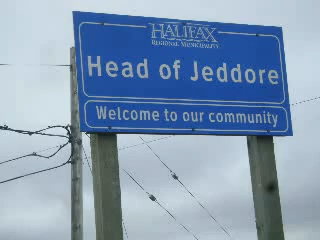 HALIFAX
REGIONAL MUNICIPALITY
Head of Jeddore
Welcome to our community